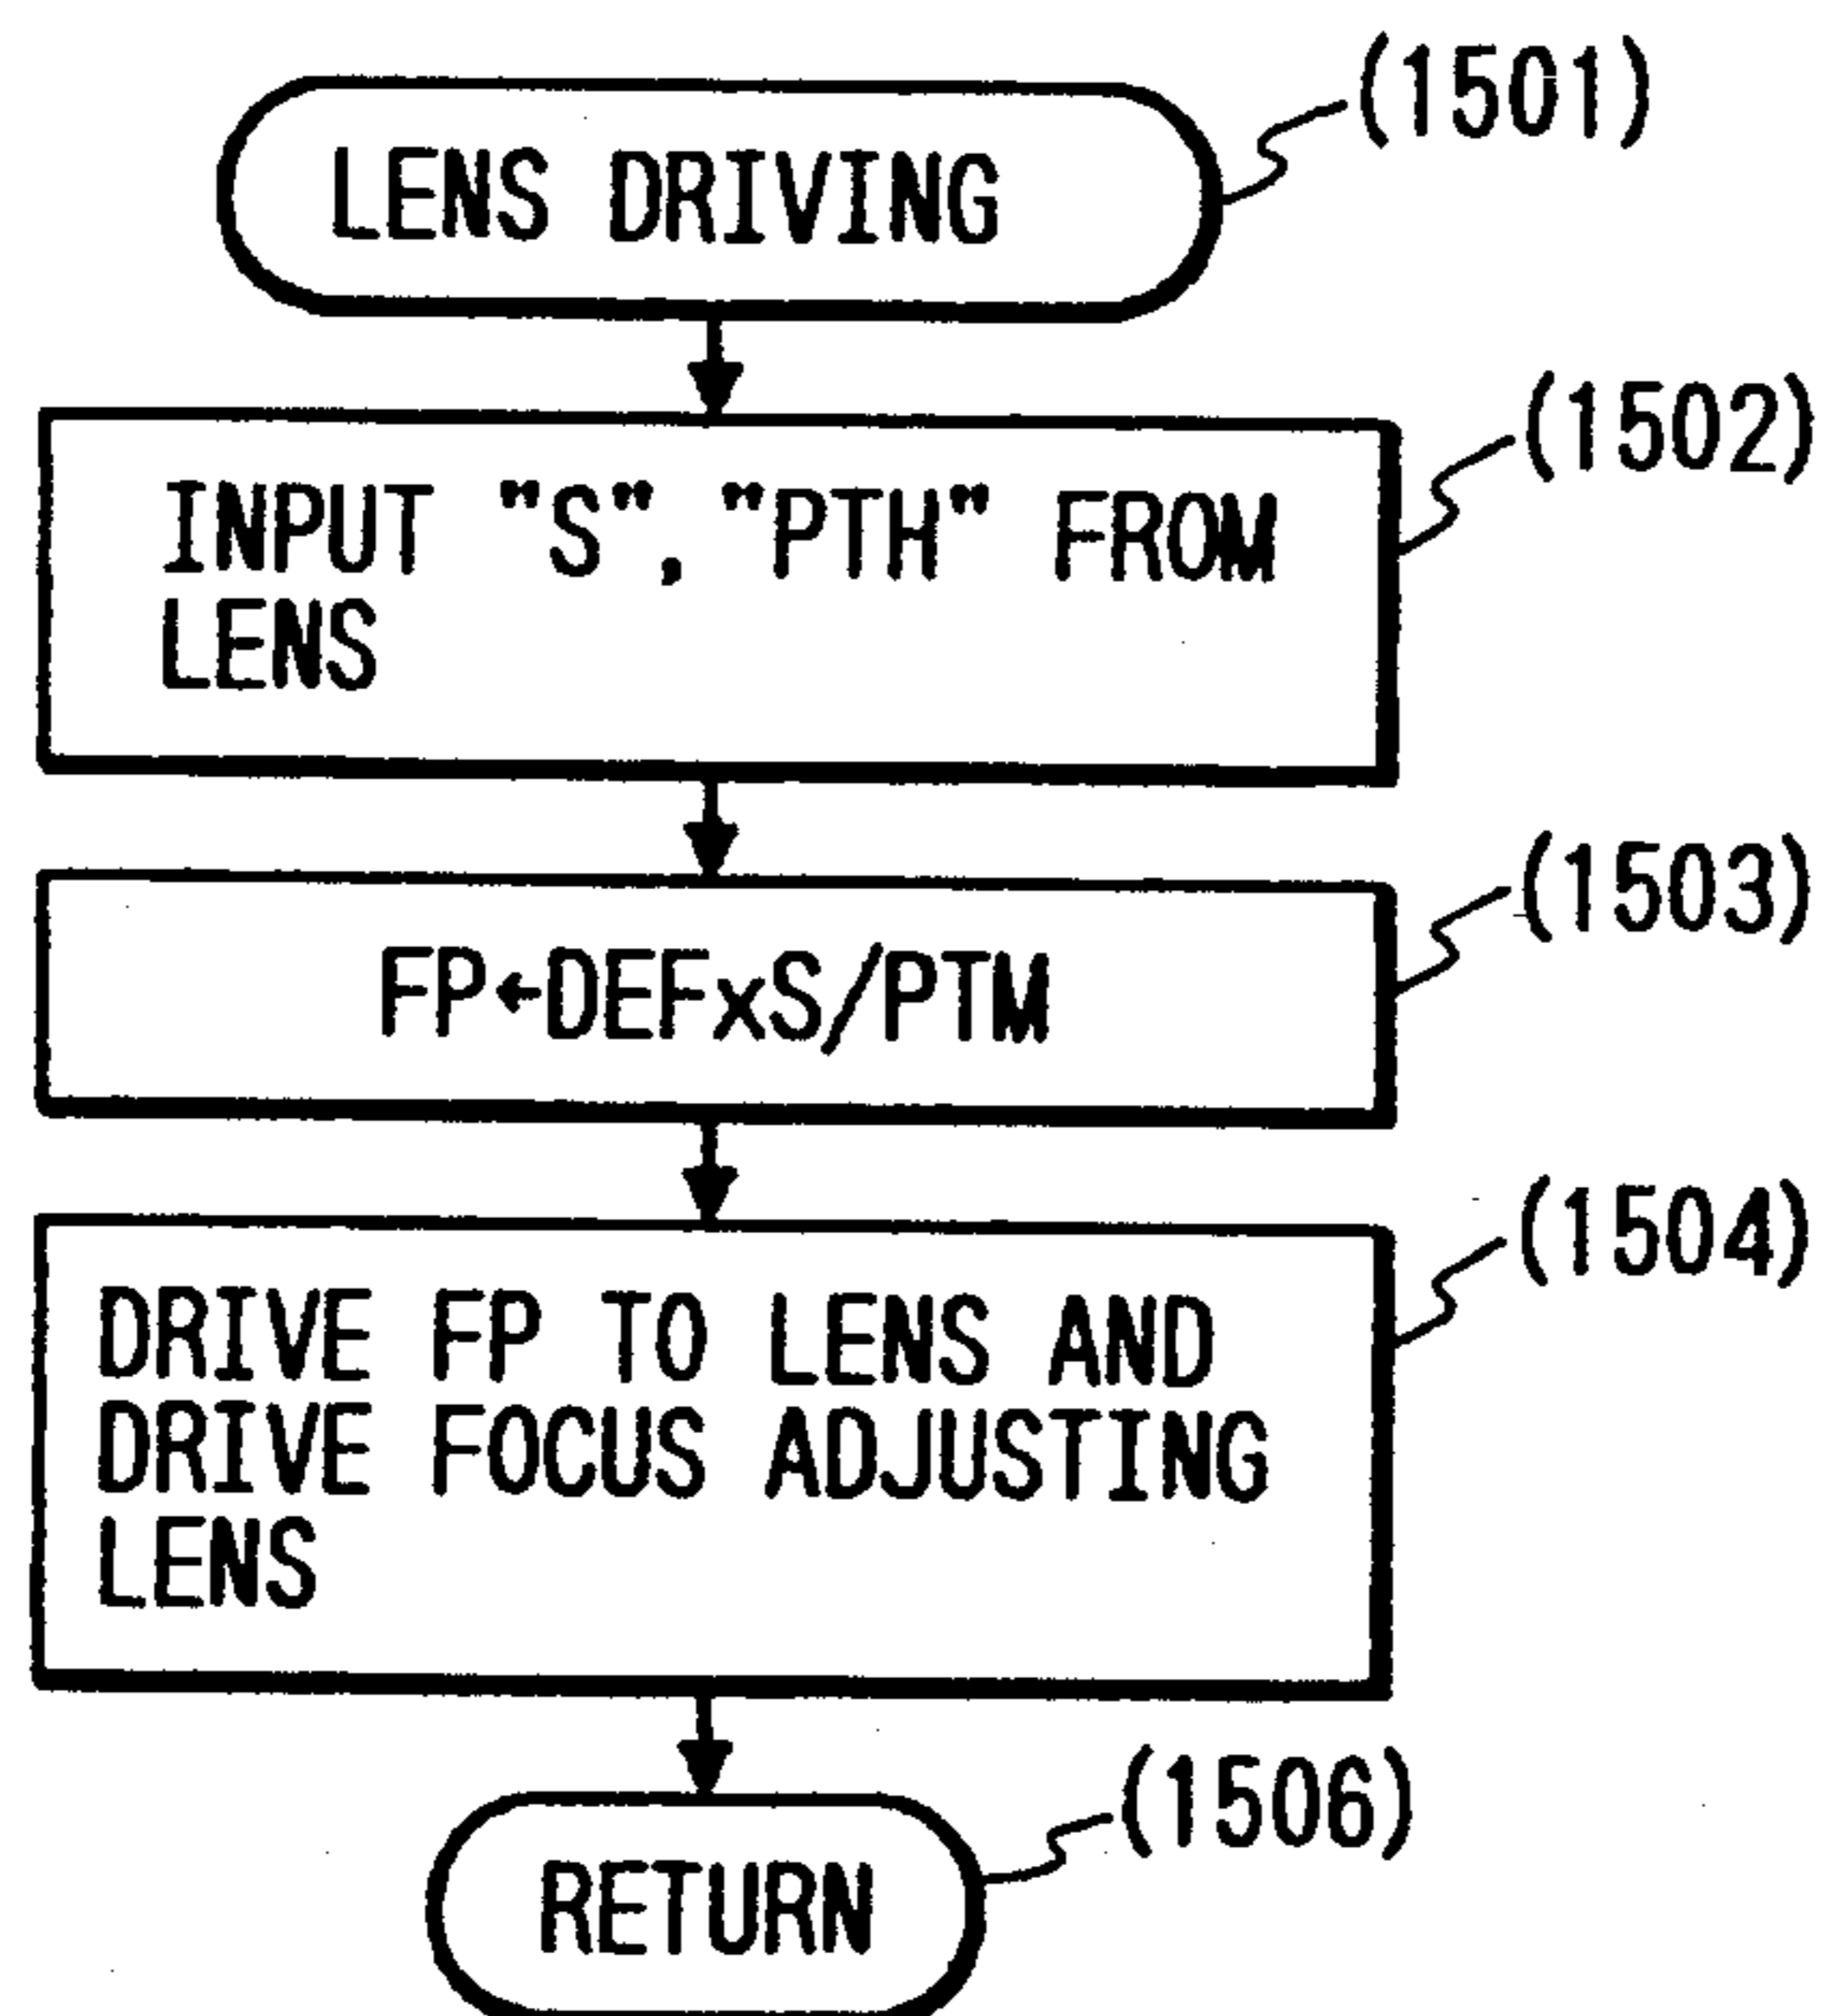 LENS DRIVING
(1501)
INPUT "S", "PTH" FROM
LENS
(1502)
FP←DEFxS/PTM
(1503)
DRIVE FP TO LENS AND
DRIVE FOCUS ADJUSTING
LENS
(1504)
RETURN
(1506)